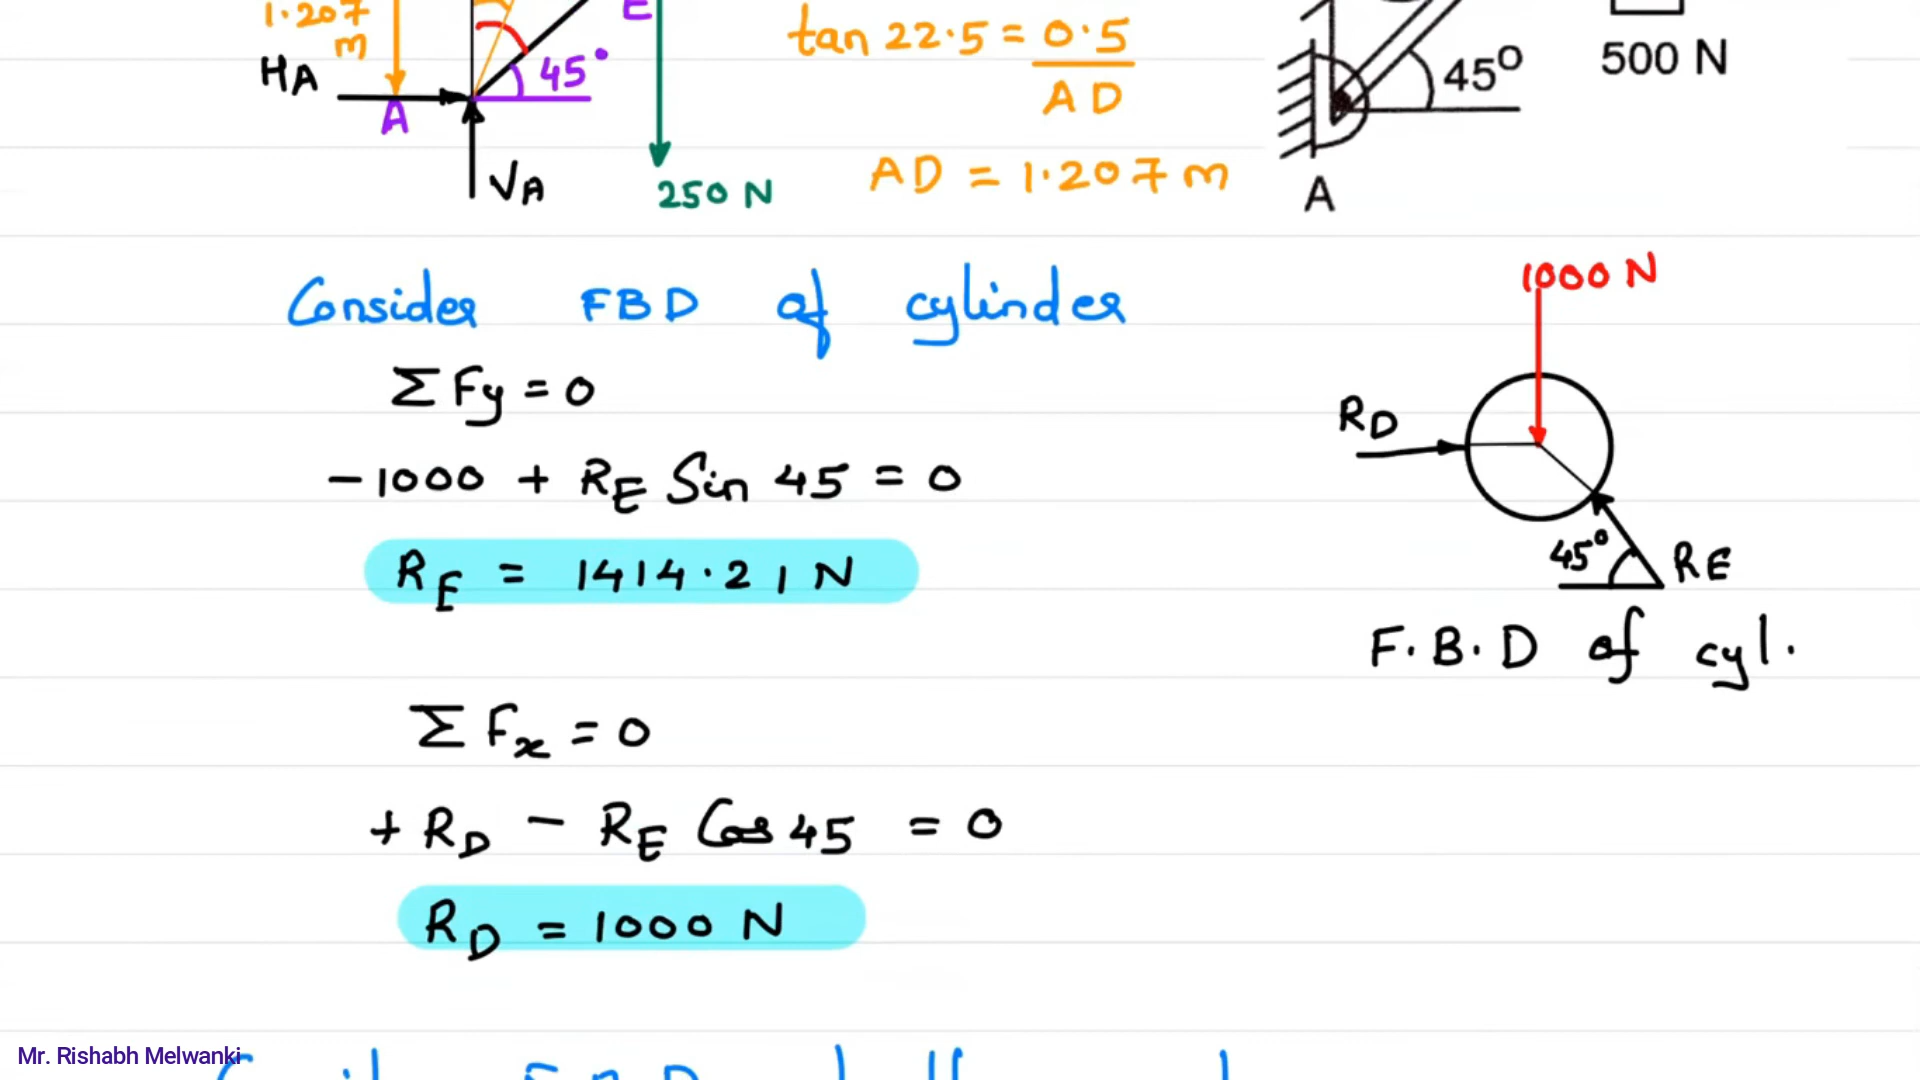 1.207
m
HA
A
VA
E
45°
250 N
tan 22.5 = 0.5
AD
AD = 1.207 m
45°
500 N
A
Consider FBD of cylinder
ΣFy = 0
-1000 + RE Sin 45 = 0
RE = 1414.21 N
ΣFx = 0
+ RD - RE Cos 45 = 0
RD = 1000 N
1000 N
RD
45°
RE
F.B.D of cyl.
Mr. Rishabh Melwanki